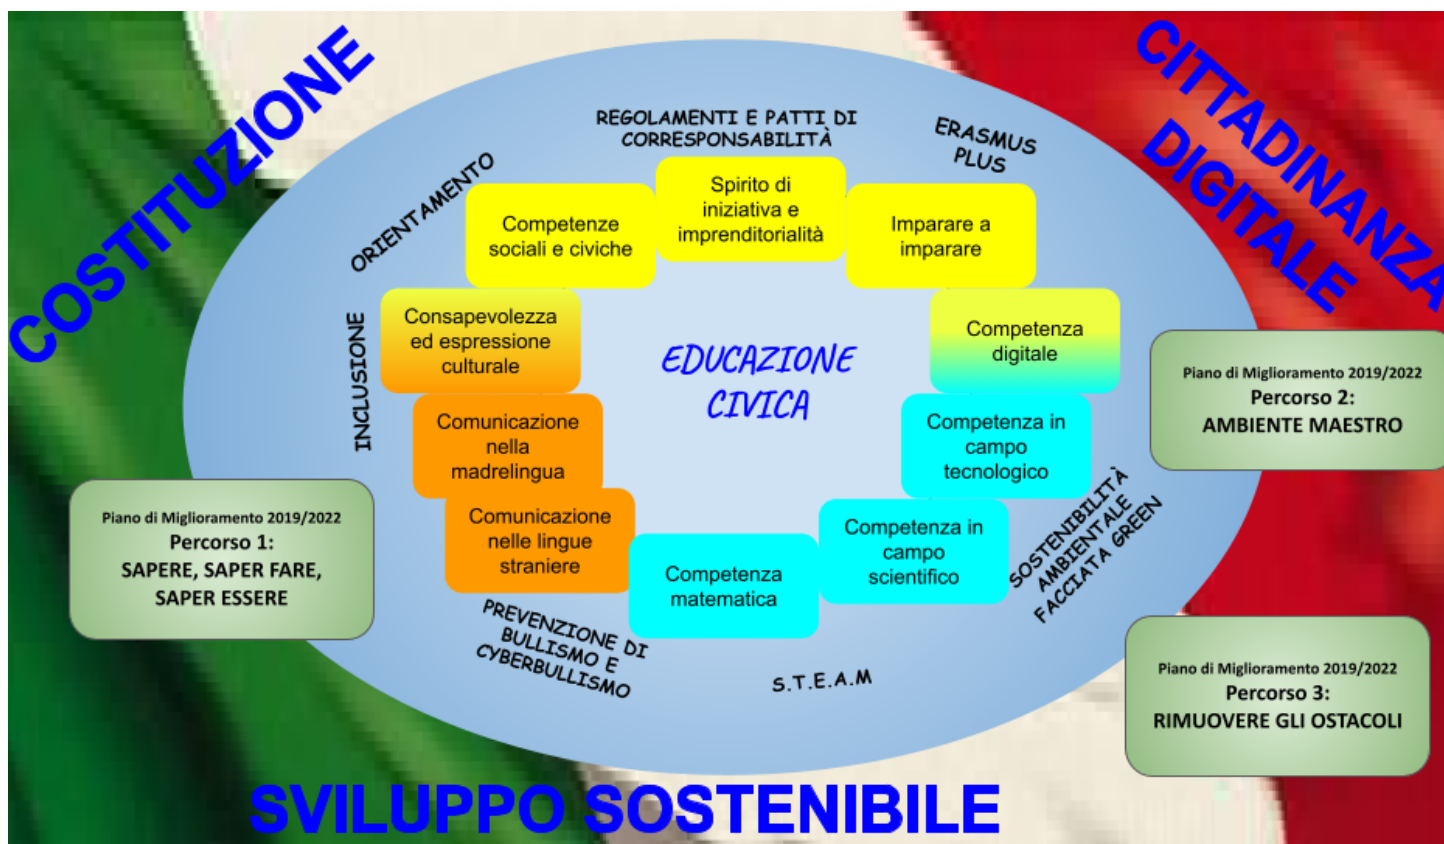 COSTITUZIONE
CITTADINANZA
DIGITALE
REGOLAMENTI E PATTI DI
CORRESPONSABILITÀ
ERASMUS
PLUS
ORIENTAMENTO
INCLUSIONE
Competenze
sociali e civiche
Spirito di
iniziativa e
imprenditorialità
Imparare a
imparare
Consapevolezza
ed espressione
culturale
EDUCAZIONE
CIVICA
Competenza
digitale
Comunicazione
nella
madrelingua
Competenza in
campo
tecnologico
Comunicazione
nelle lingue
straniere
Competenza
matematica
Competenza in
campo
scientifico
Piano di Miglioramento 2019/2022
Percorso 2:
AMBIENTE MAESTRO
Piano di Miglioramento 2019/2022
Percorso 1:
SAPERE, SAPER FARE,
SAPER ESSERE
SOSTENIBILITÀ
AMBIENTALE
FACCIATA GREEN
PREVENZIONE DI
BULLISMO E
CYBERBULLISMO
S.T.E.A.M
Piano di Miglioramento 2019/2022
Percorso 3:
RIMUOVERE GLI OSTACOLI
SVILUPPO SOSTENIBILE